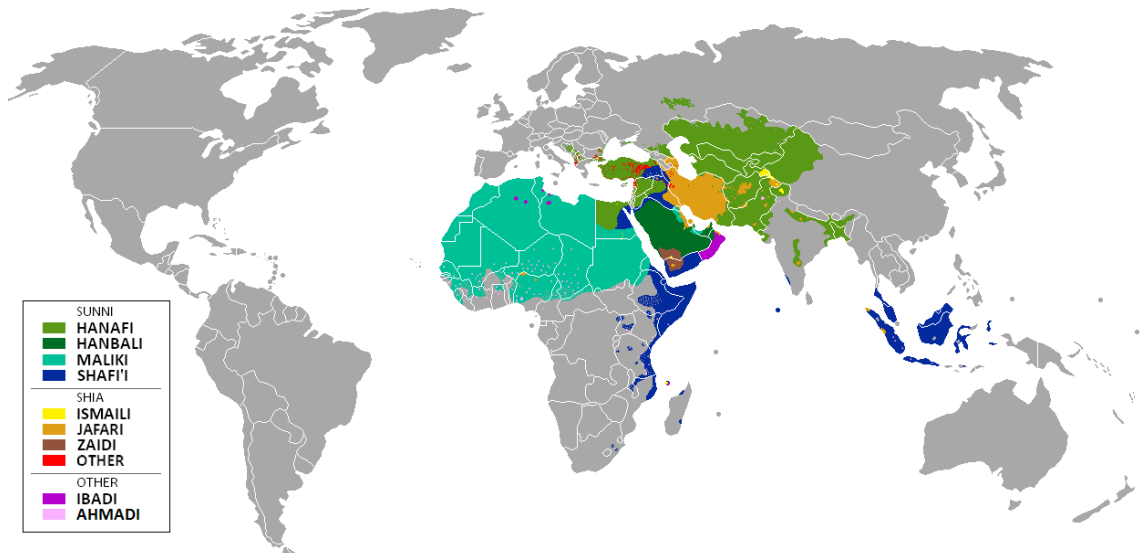 SUNNI
HANAFI
HANBALI
MALIKI
SHAFI'I
SHIA
ISMAILI
JAFARI
ZAIDI
OTHER
OTHER
IBADI
AHMADI